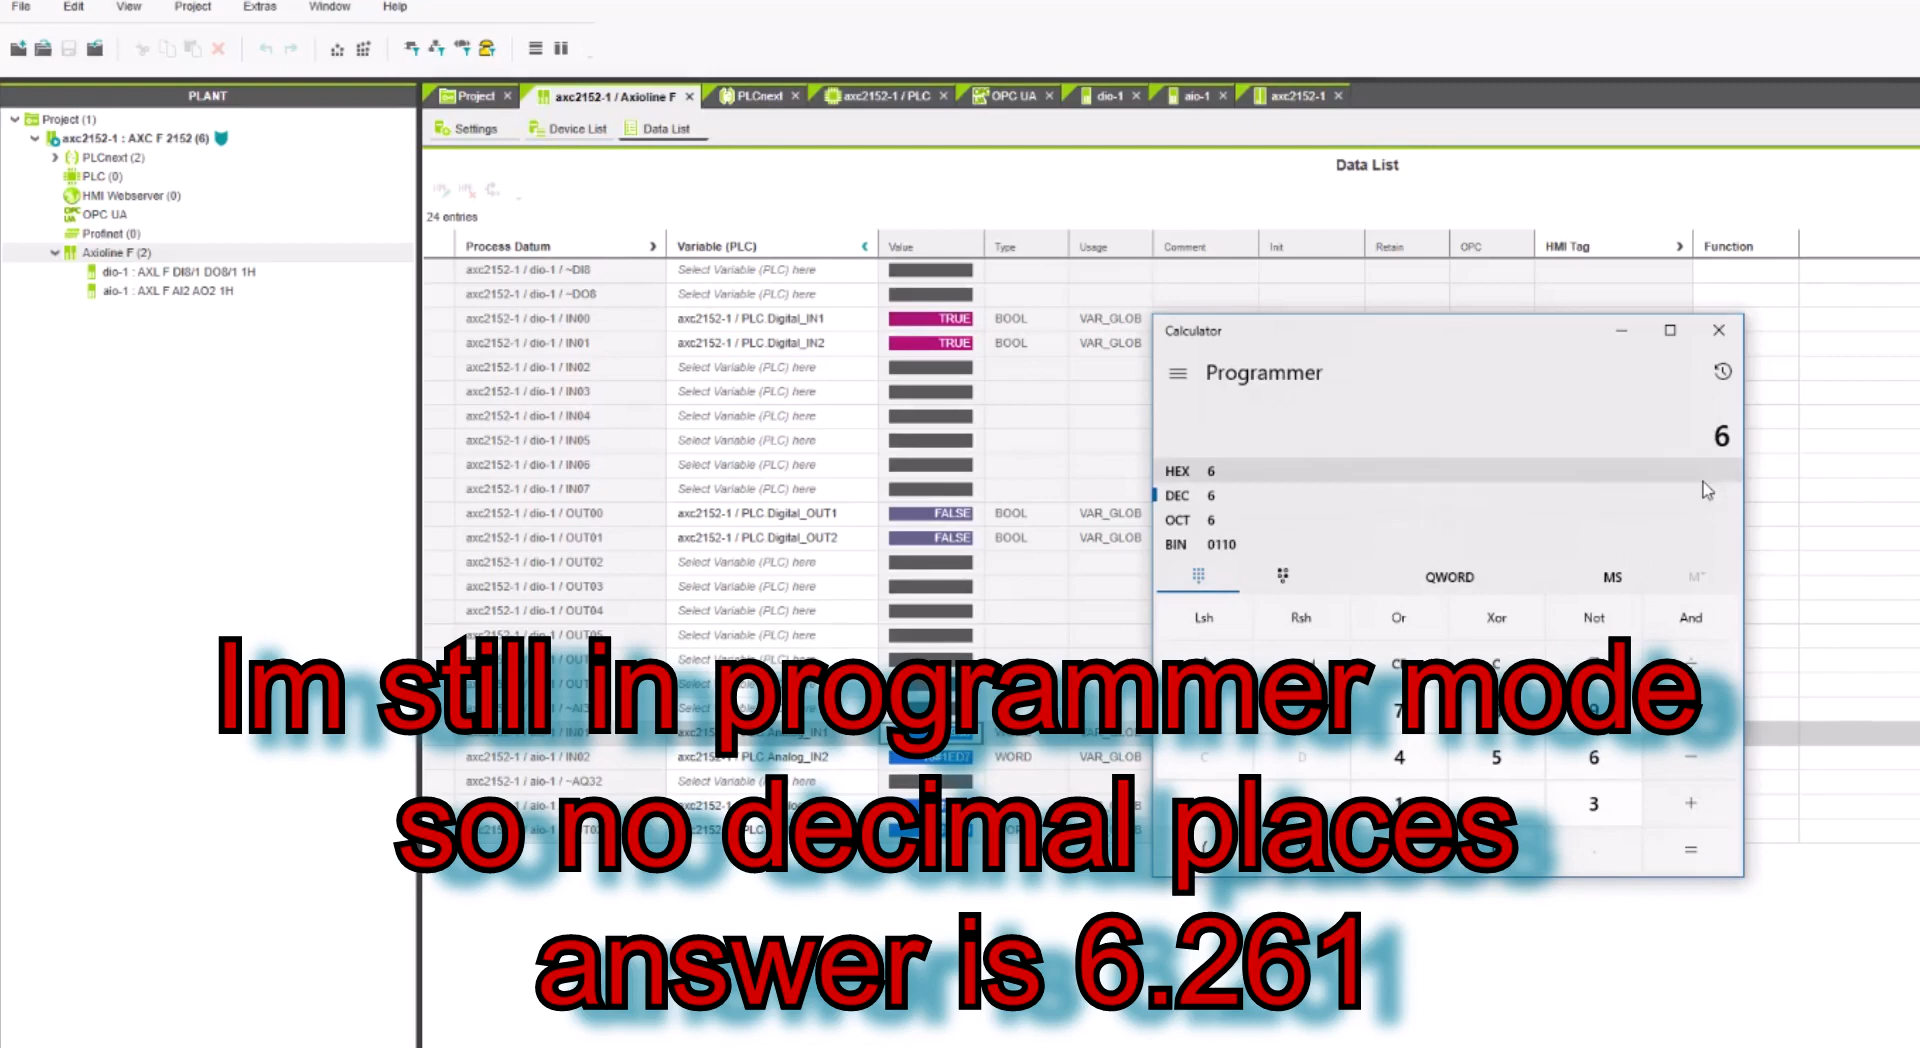 File Edit View Project Extras Window Help
PLANT
Project (1)
axc2152-1 : AXC F 2152 (6)
PLCnext (2)
PLC (0)
HMI Webserver (0)
OPC UA
Profinet (0)
Axioline F (2)
dio-1 : AXL F DI8/1 DO8/1 1H
aio-1 : AXL F AI2 AO2 1H
Project axc2152-1 / Axioline F PLCnext axc2152-1 / PLC OPC UA dio-1 aio-1 axc2152-1
Settings Device List Data List
Data List
24 entries
Process Datum Variable (PLC) Value Type Usage Comment Init Retain OPC HMI Tag Function
axc2152-1 / dio-1 / ~DI8 Select Variable (PLC) here
axc2152-1 / dio-1 / ~DO8 Select Variable (PLC) here
axc2152-1 / dio-1 / IN00 axc2152-1 / PLC.Digital_IN1 TRUE BOOL VAR_GLOB
axc2152-1 / dio-1 / IN01 axc2152-1 / PLC.Digital_IN2 TRUE BOOL VAR_GLOB
axc2152-1 / dio-1 / IN02 Select Variable (PLC) here
axc2152-1 / dio-1 / IN03 Select Variable (PLC) here
axc2152-1 / dio-1 / IN04 Select Variable (PLC) here
axc2152-1 / dio-1 / IN05 Select Variable (PLC) here
axc2152-1 / dio-1 / IN06 Select Variable (PLC) here
axc2152-1 / dio-1 / IN07 Select Variable (PLC) here
axc2152-1 / dio-1 / OUT00 axc2152-1 / PLC.Digital_OUT1 FALSE BOOL VAR_GLOB
axc2152-1 / dio-1 / OUT01 axc2152-1 / PLC.Digital_OUT2 FALSE BOOL VAR_GLOB
axc2152-1 / dio-1 / OUT02 Select Variable (PLC) here
axc2152-1 / dio-1 / OUT03 Select Variable (PLC) here
axc2152-1 / dio-1 / OUT04 Select Variable (PLC) here
axc2152-1 / aio-1 / IN02 axc2152-1 / PLC.Analog_IN2 WORD VAR_GLOB
axc2152-1 / aio-1 / ~AQ32 Select Variable (PLC) here
Calculator
Programmer
6
HEX 6
DEC 6
OCT 6
BIN 0110
QWORD MS
Lsh Rsh Or Xor Not And
4 5 6 −
3 +
=
Im still in programmer mode
so no decimal places
answer is 6.261